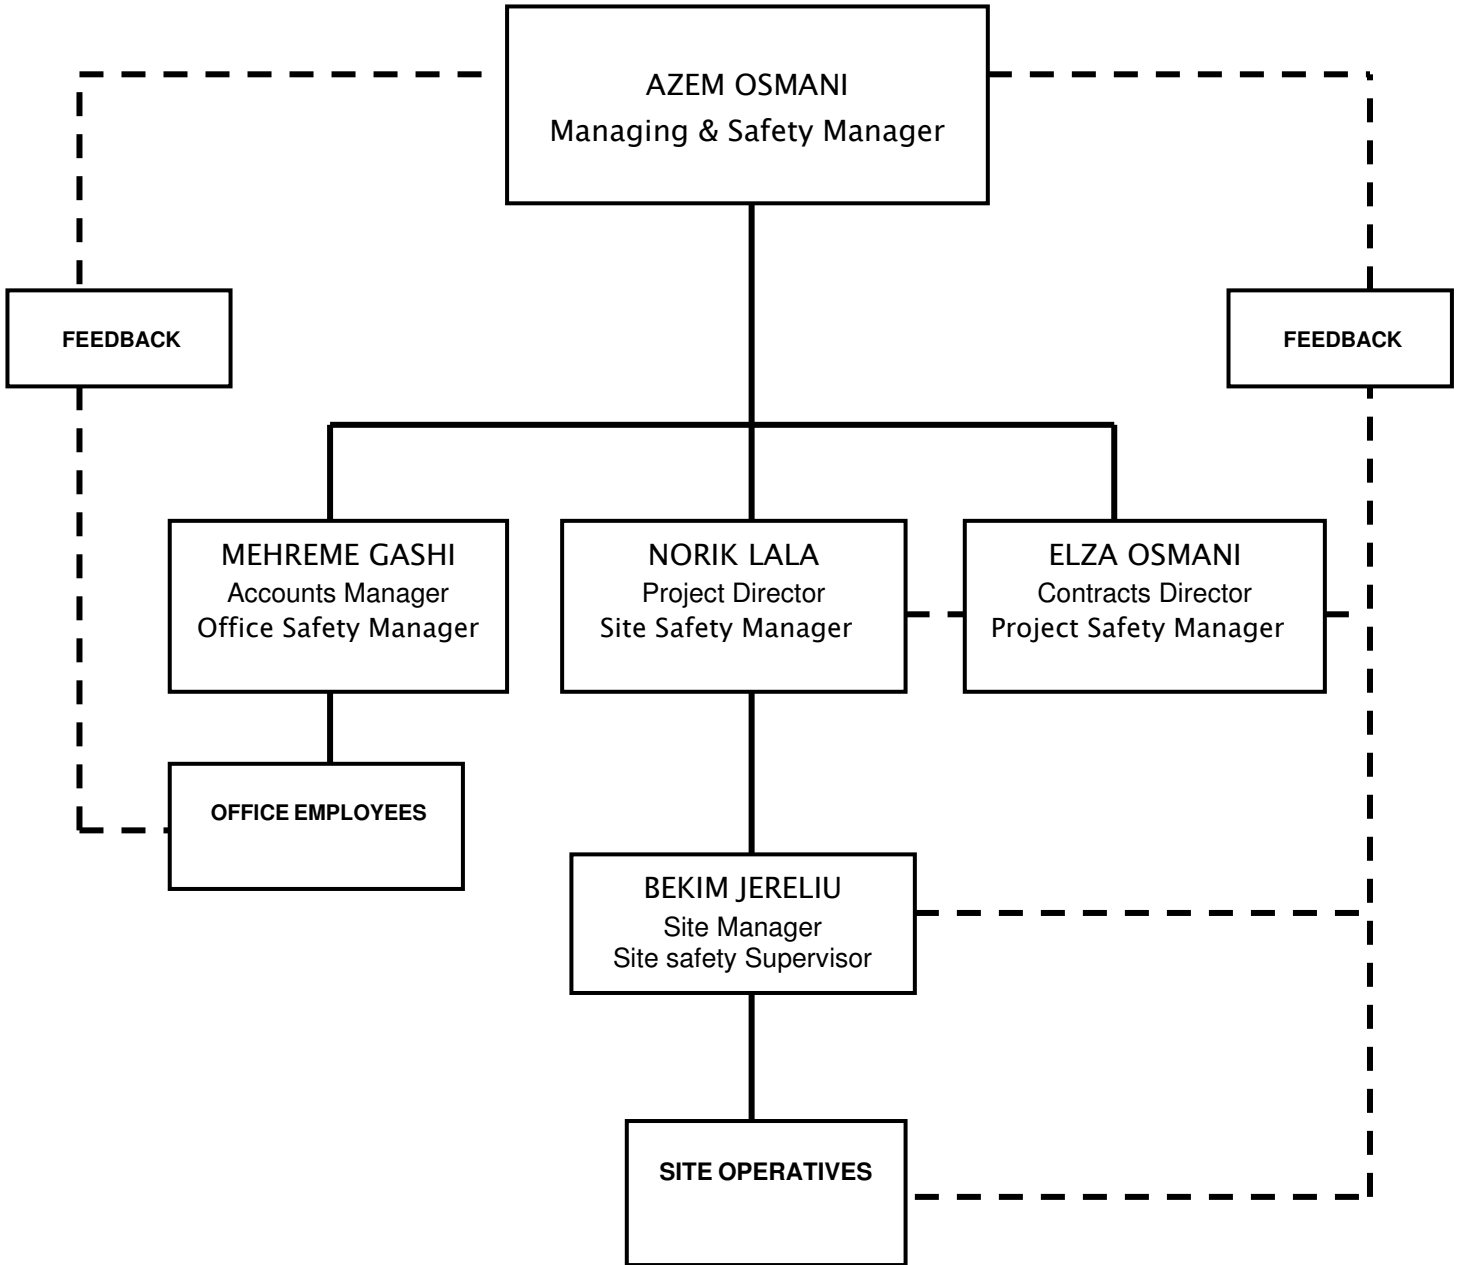 AZEM OSMANI
Managing & Safety Manager
FEEDBACK
FEEDBACK
MEHREME GASHI
Accounts Manager
Office Safety Manager
NORIK LALA
Project Director
Site Safety Manager
ELZA OSMANI
Contracts Director
Project Safety Manager
OFFICE EMPLOYEES
BEKIM JERELIU
Site Manager
Site safety Supervisor
SITE OPERATIVES